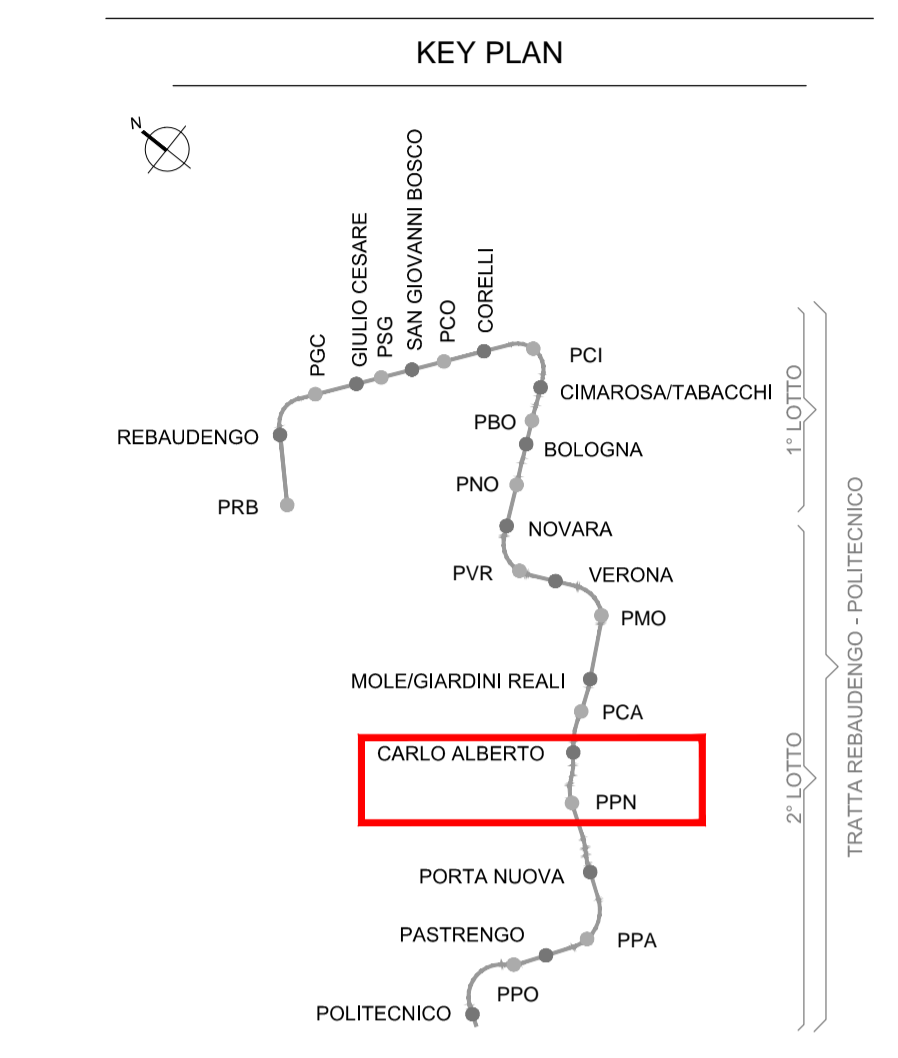 KEY PLAN
N
PGC
GIULIO CESARE
PSG
SAN GIOVANNI BOSCO
PCO
CORELLI
PCI
CIMAROSA/TABACCHI
REBAUDENGO
PBO
BOLOGNA
PNO
PRB
NOVARA
PVR
VERONA
PMO
MOLE/GIARDINI REALI
PCA
CARLO ALBERTO
PPN
PORTA NUOVA
PASTRENGO
PPA
PPO
POLITECNICO
1° LOTTO
2° LOTTO
TRATTA REBAUDENGO - POLITECNICO